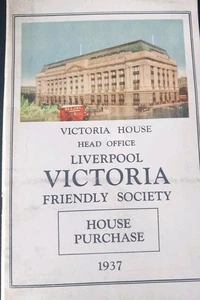 VICTORIA HOUSE
HEAD OFFICE
LIVERPOOL
VICTORIA
FRIENDLY SOCIETY
HOUSE
PURCHASE
1937